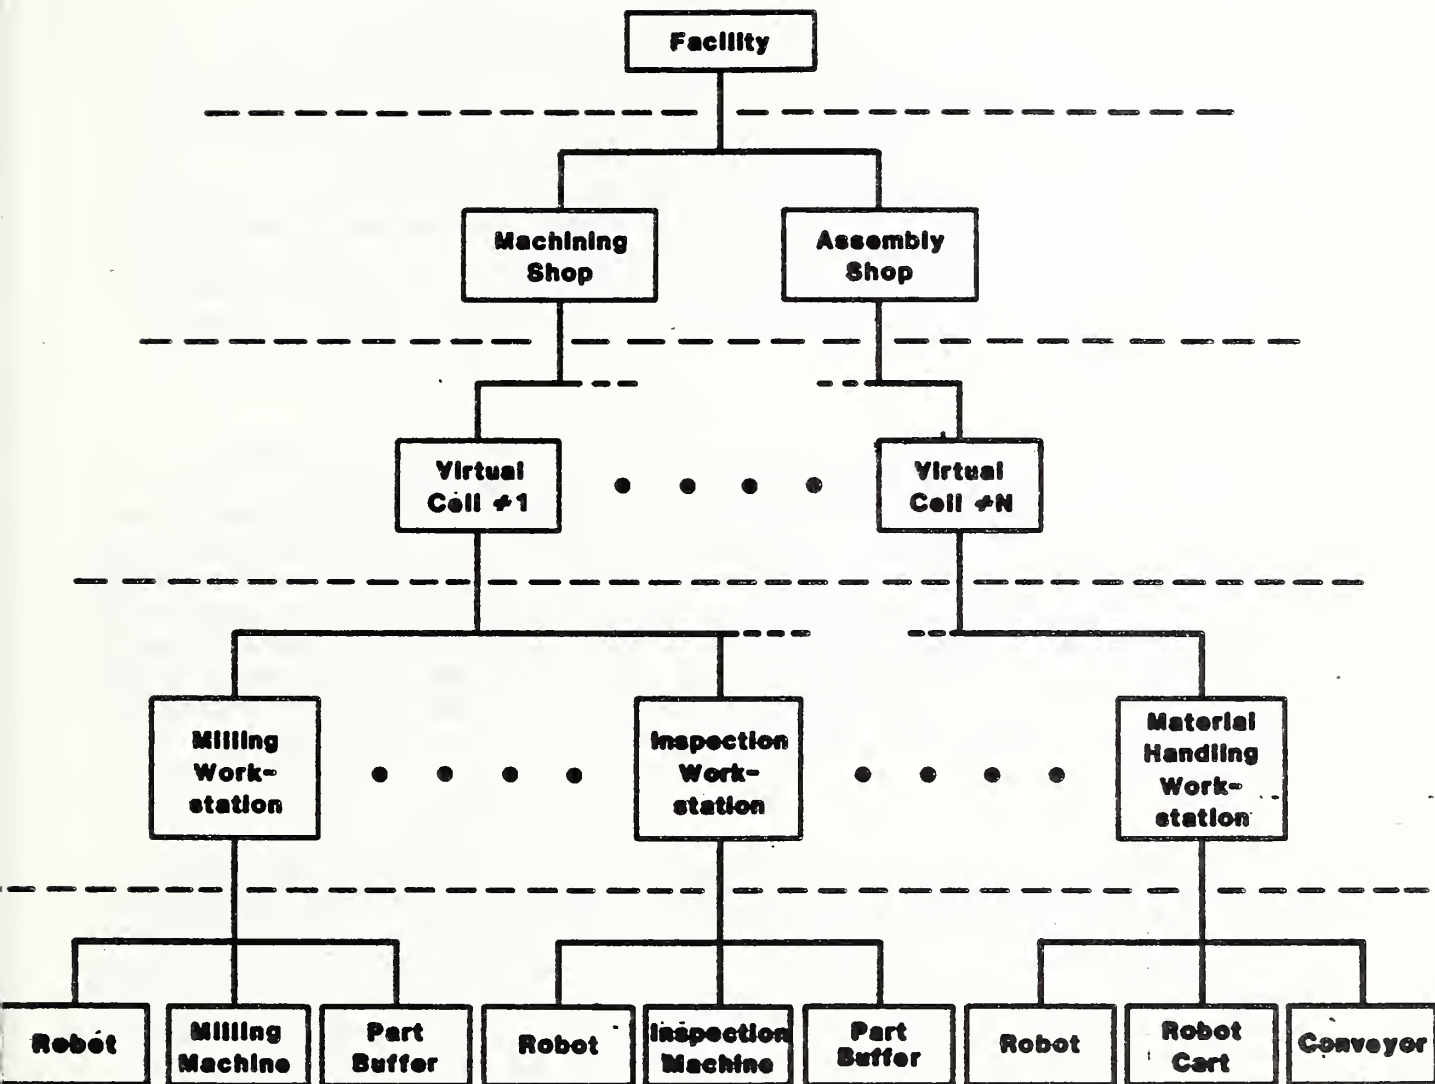 Facility
Machining
Shop
Assembly
Shop
Virtual
Cell #1
Virtual
Cell #N
Milling
Work-
station
Inspection
Work-
station
Material
Handling
Work-
station
Robot
Milling
Machine
Part
Buffer
Robot
Inspection
Machine
Part
Buffer
Robot
Robot
Cart
Conveyor